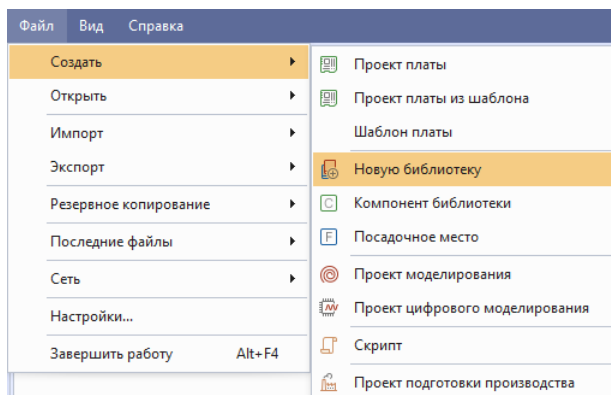 Файл Вид Справка
Создать
Открыть
Импорт
Экспорт
Резервное копирование
Последние файлы
Сеть
Настройки...
Завершить работу Alt+F4
Проект платы
Проект платы из шаблона
Шаблон платы
Новую библиотеку
C Компонент библиотеки
F Посадочное место
Проект моделирования
Проект цифрового моделирования
Скрипт
Проект подготовки производства